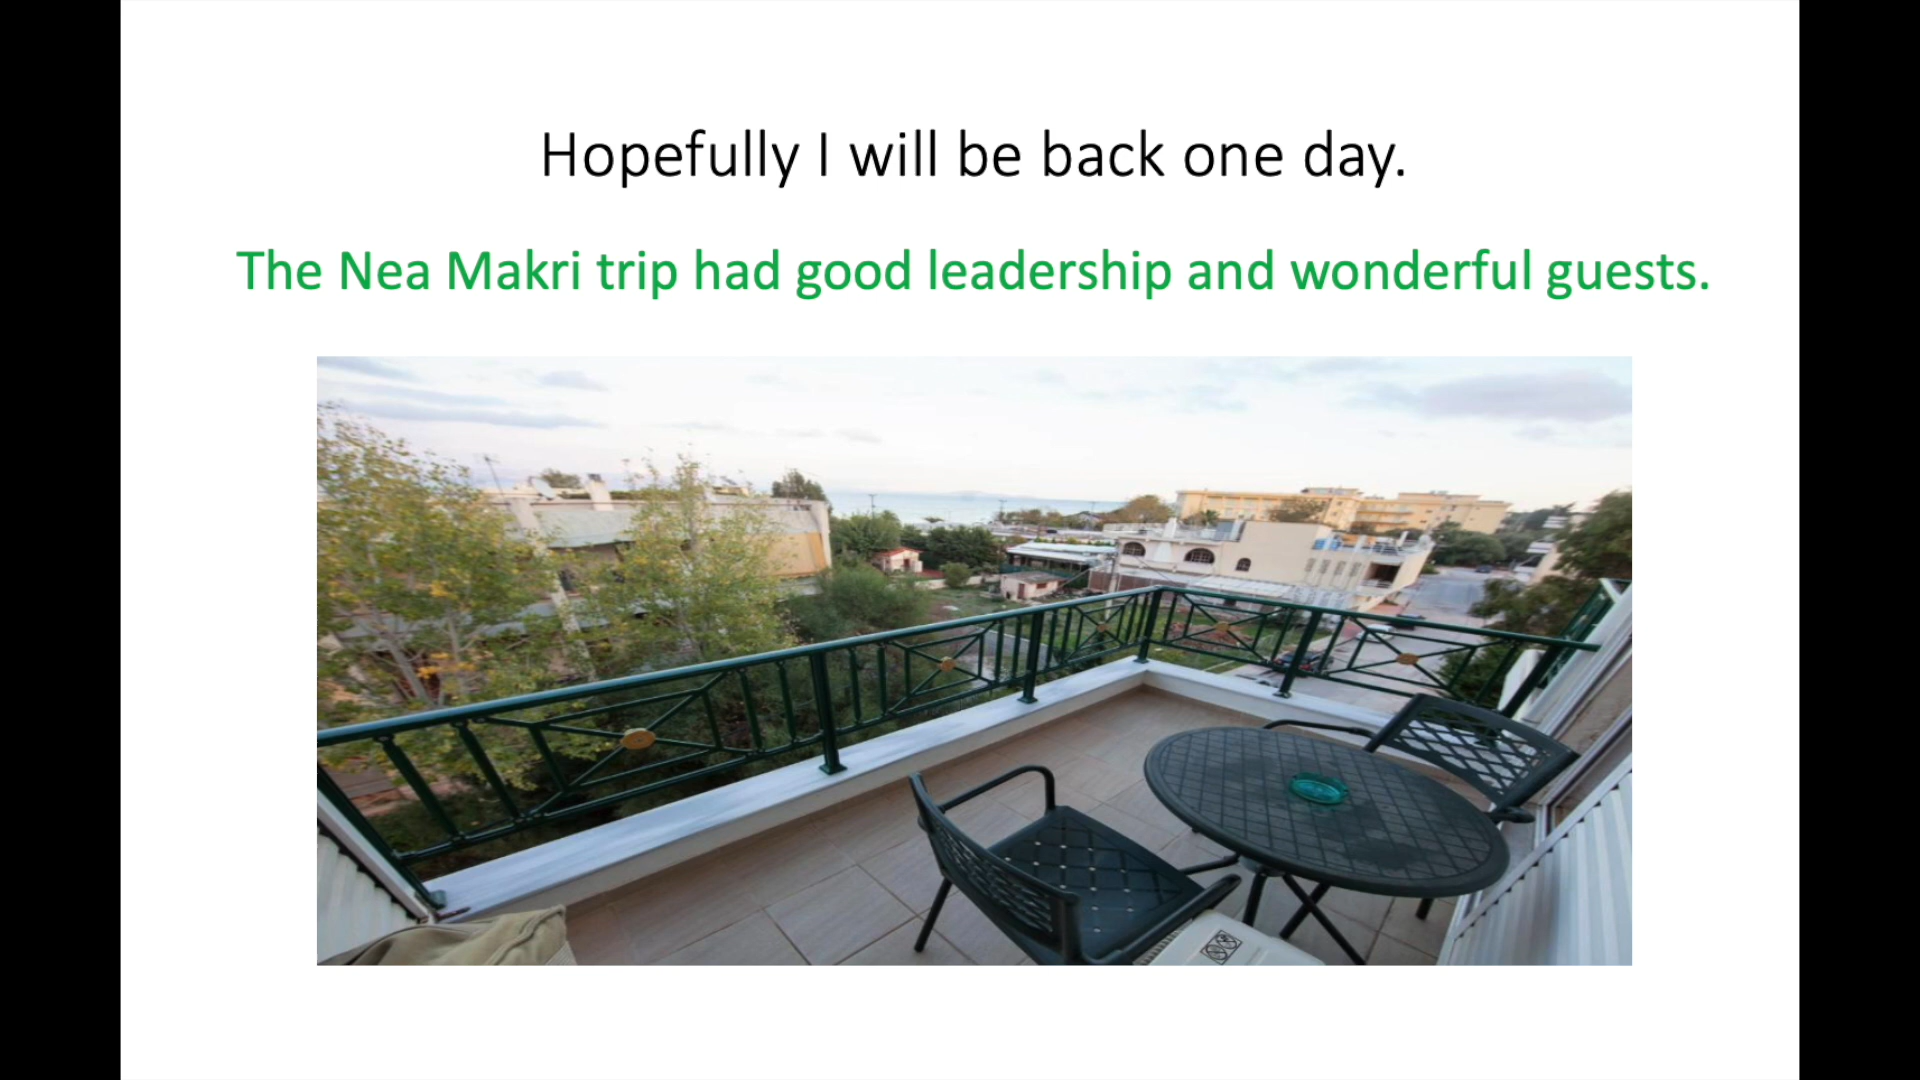 Hopefully I will be back one day.
The Nea Makri trip had good leadership and wonderful guests.